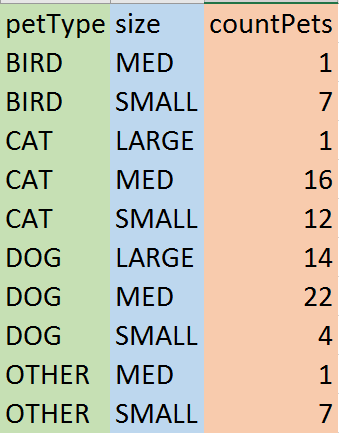 petType size countPets
BIRD MED 1
BIRD SMALL 7
CAT LARGE 1
CAT MED 16
CAT SMALL 12
DOG LARGE 14
DOG MED 22
DOG SMALL 4
OTHER MED 1
OTHER SMALL 7